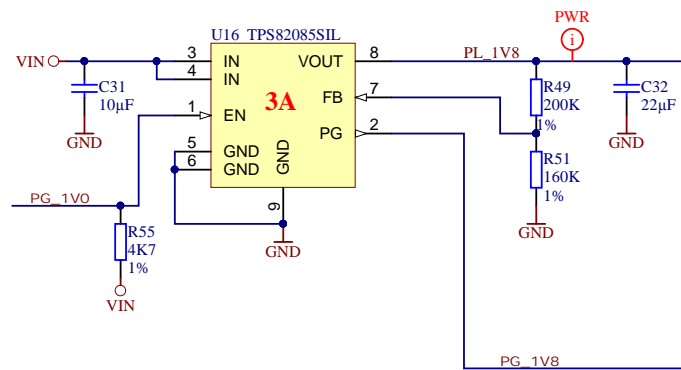 PWR
i
U16 TPS82085SIL
VIN
3
IN
VOUT
8
PL_1V8
4
IN
C31
10µF
3A
FB
7
R49
200K
1%
C32
22µF
1
EN
PG
2
GND
GND
5
GND
6
GND
GND
R51
160K
1%
PG_1V0
9
GND
GND
R55
4K7
1%
VIN
PG_1V8